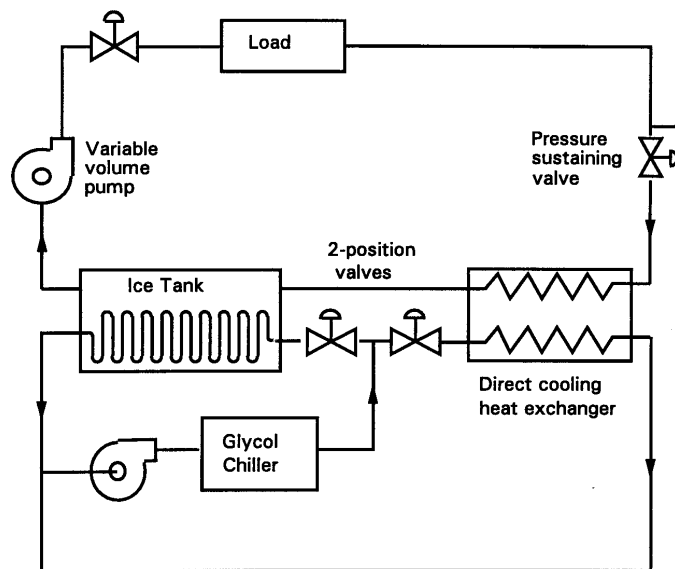 Load
Variable
volume
pump
Pressure
sustaining
valve
2-position
valves
Ice Tank
Direct cooling
heat exchanger
Glycol
Chiller